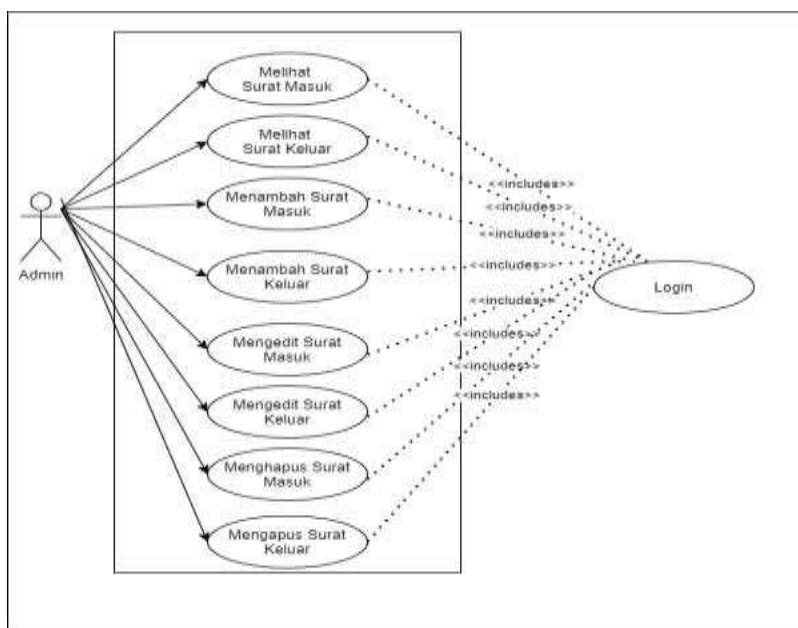 Melihat
Surat Masuk
Melihat
Surat Keluar
Menambah Surat
Masuk
Menambah Surat
Keluar
Mengedit Surat
Masuk
Mengedit Surat
Keluar
Menghapus Surat
Masuk
Mengapus Surat
Keluar
Admin
<<includes>>
<<includes>>
<<includes>>
<<includes>>
<<includes>>
<<includes>>
<<includes>>
<<includes>>
Login